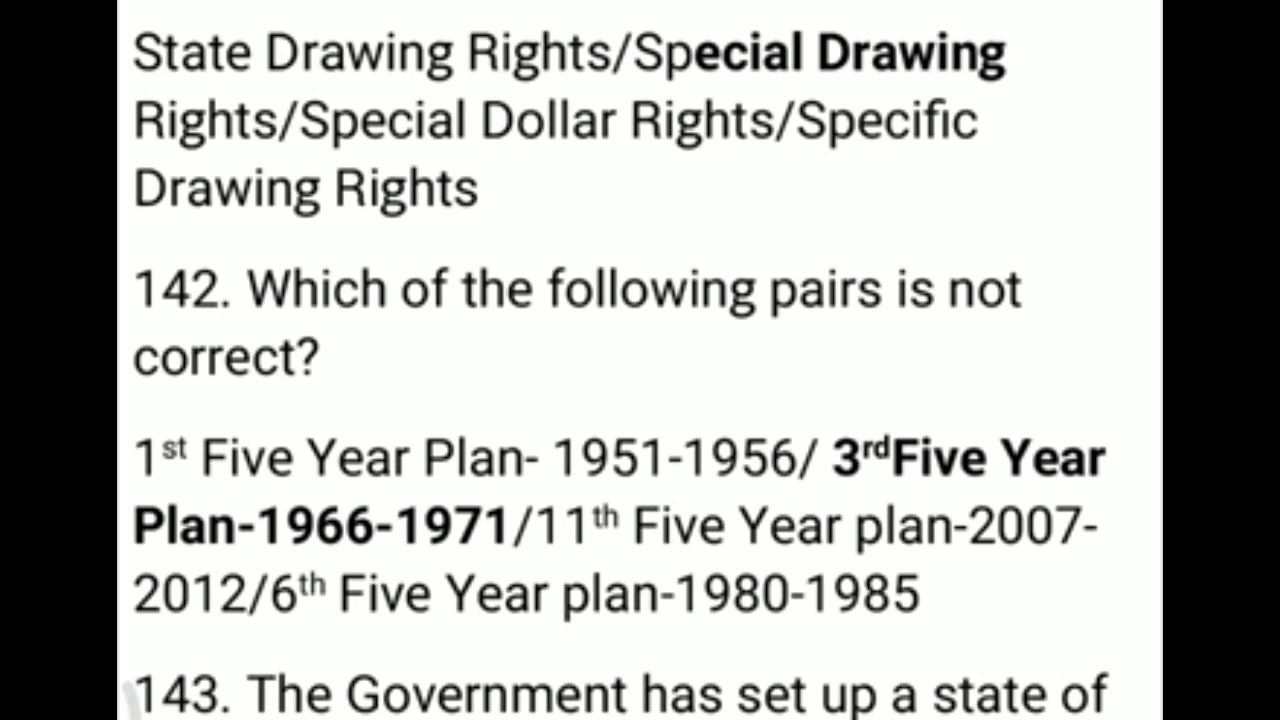 State Drawing Rights/Special Drawing
Rights/Special Dollar Rights/Specific
Drawing Rights
142. Which of the following pairs is not
correct?
1st Five Year Plan- 1951-1956/ 3rdFive Year
Plan-1966-1971/11th Five Year plan-2007-
2012/6th Five Year plan-1980-1985
143. The Government has set up a state of